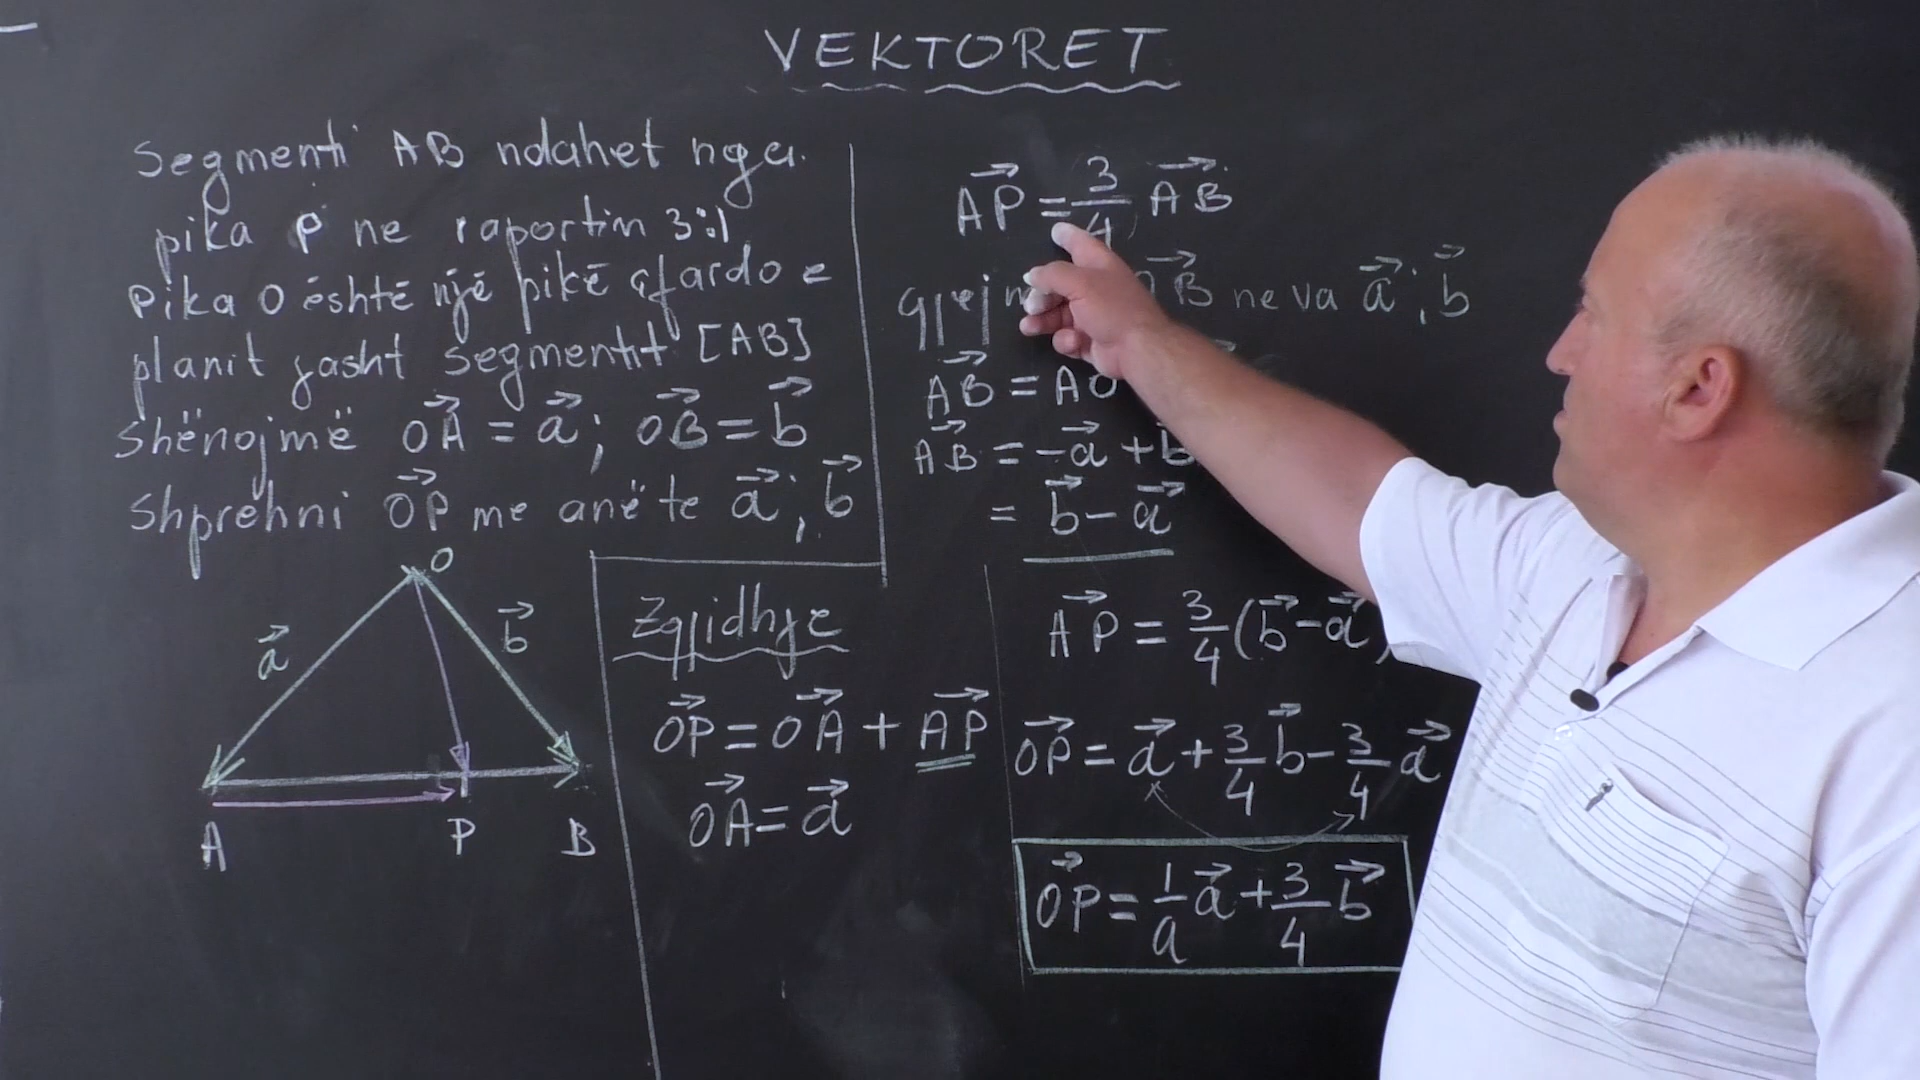 VEKTORET
Segmenti AB ndahet nga
pika P ne raportin 3:1
Pika O është një pikë çfardo e
planit jasht segmentit [AB]
shënojmë OA⃗ = a⃗; OB⃗ = b⃗
Shprehni OP⃗ me anë te a⃗; b⃗
O
a⃗
b⃗
A P B
Zgjidhje
OP⃗ = OA⃗ + AP⃗
OA⃗ = a⃗
AP⃗ = 3/4 AB⃗
B⃗ ne va a⃗; b⃗
AB⃗ = AO
AB⃗ = -a⃗ + b⃗
= b⃗ - a⃗
AP⃗ = 3/4 (b⃗ - a⃗
OP⃗ = a⃗ + 3/4 b⃗ - 3/4 a⃗
OP⃗ = 1/a a⃗ + 3/4 b⃗